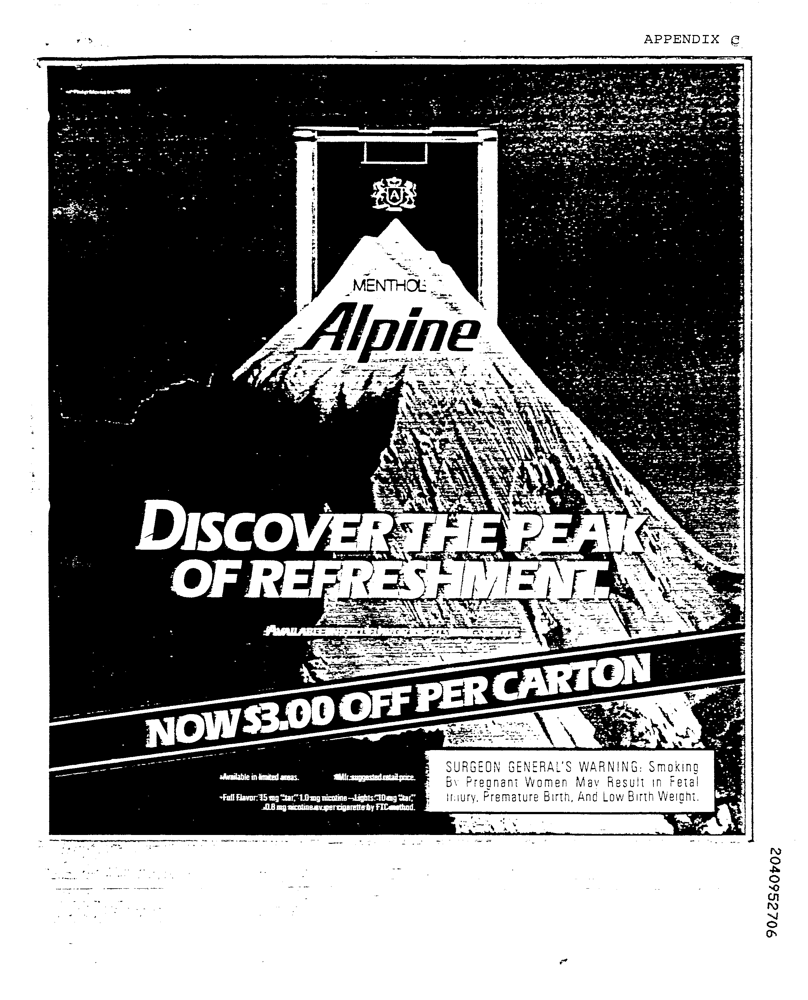 APPENDIX C
A
MENTHOL
Alpine
DISCOVER THE PEAK
OF REFRESHMENT.
NOW $3.00 OFF PER CARTON
Available in limited areas.
Mfr. suggested retail price.
Full Flavor: 15 mg "tar," 1.0 mg nicotine—Lights: 10 mg "tar,"
0.8 mg nicotine av. per cigarette by FTC method.
SURGEON GENERAL'S WARNING: Smoking
By Pregnant Women May Result in Fetal
Injury, Premature Birth, And Low Birth Weight.
2040952706